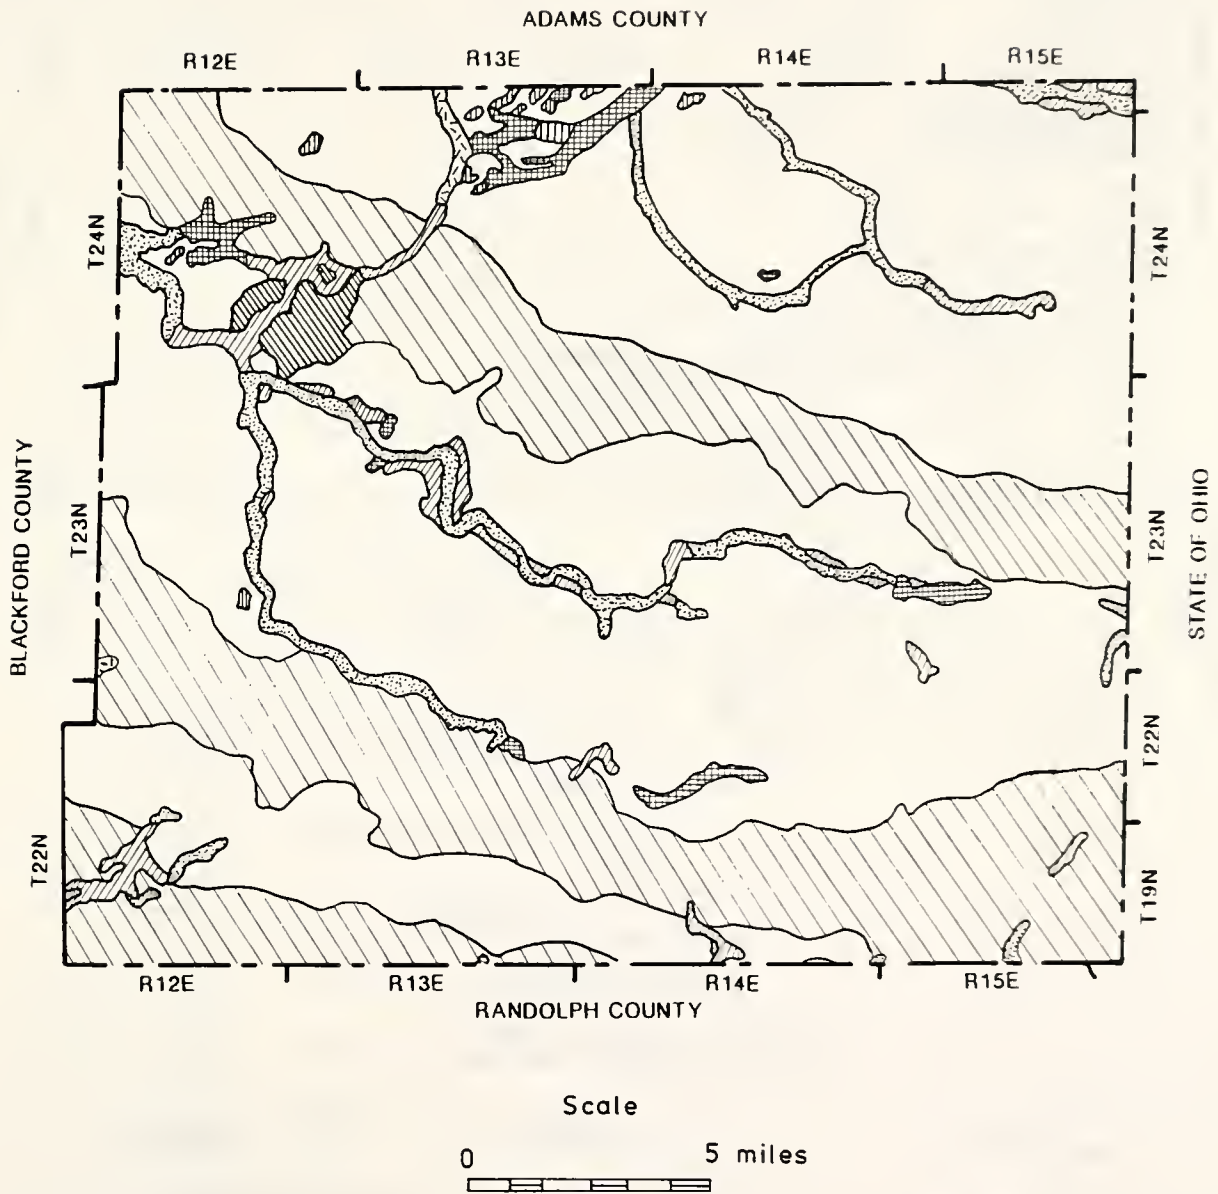 ADAMS COUNTY
R12E R13E R14E R15E
T24N T24N
BLACKFORD COUNTY T23N T23N STATE OF OHIO
T22N
T22N T19N
R12E R13E R14E R15E
RANDOLPH COUNTY
Scale
0 5 miles